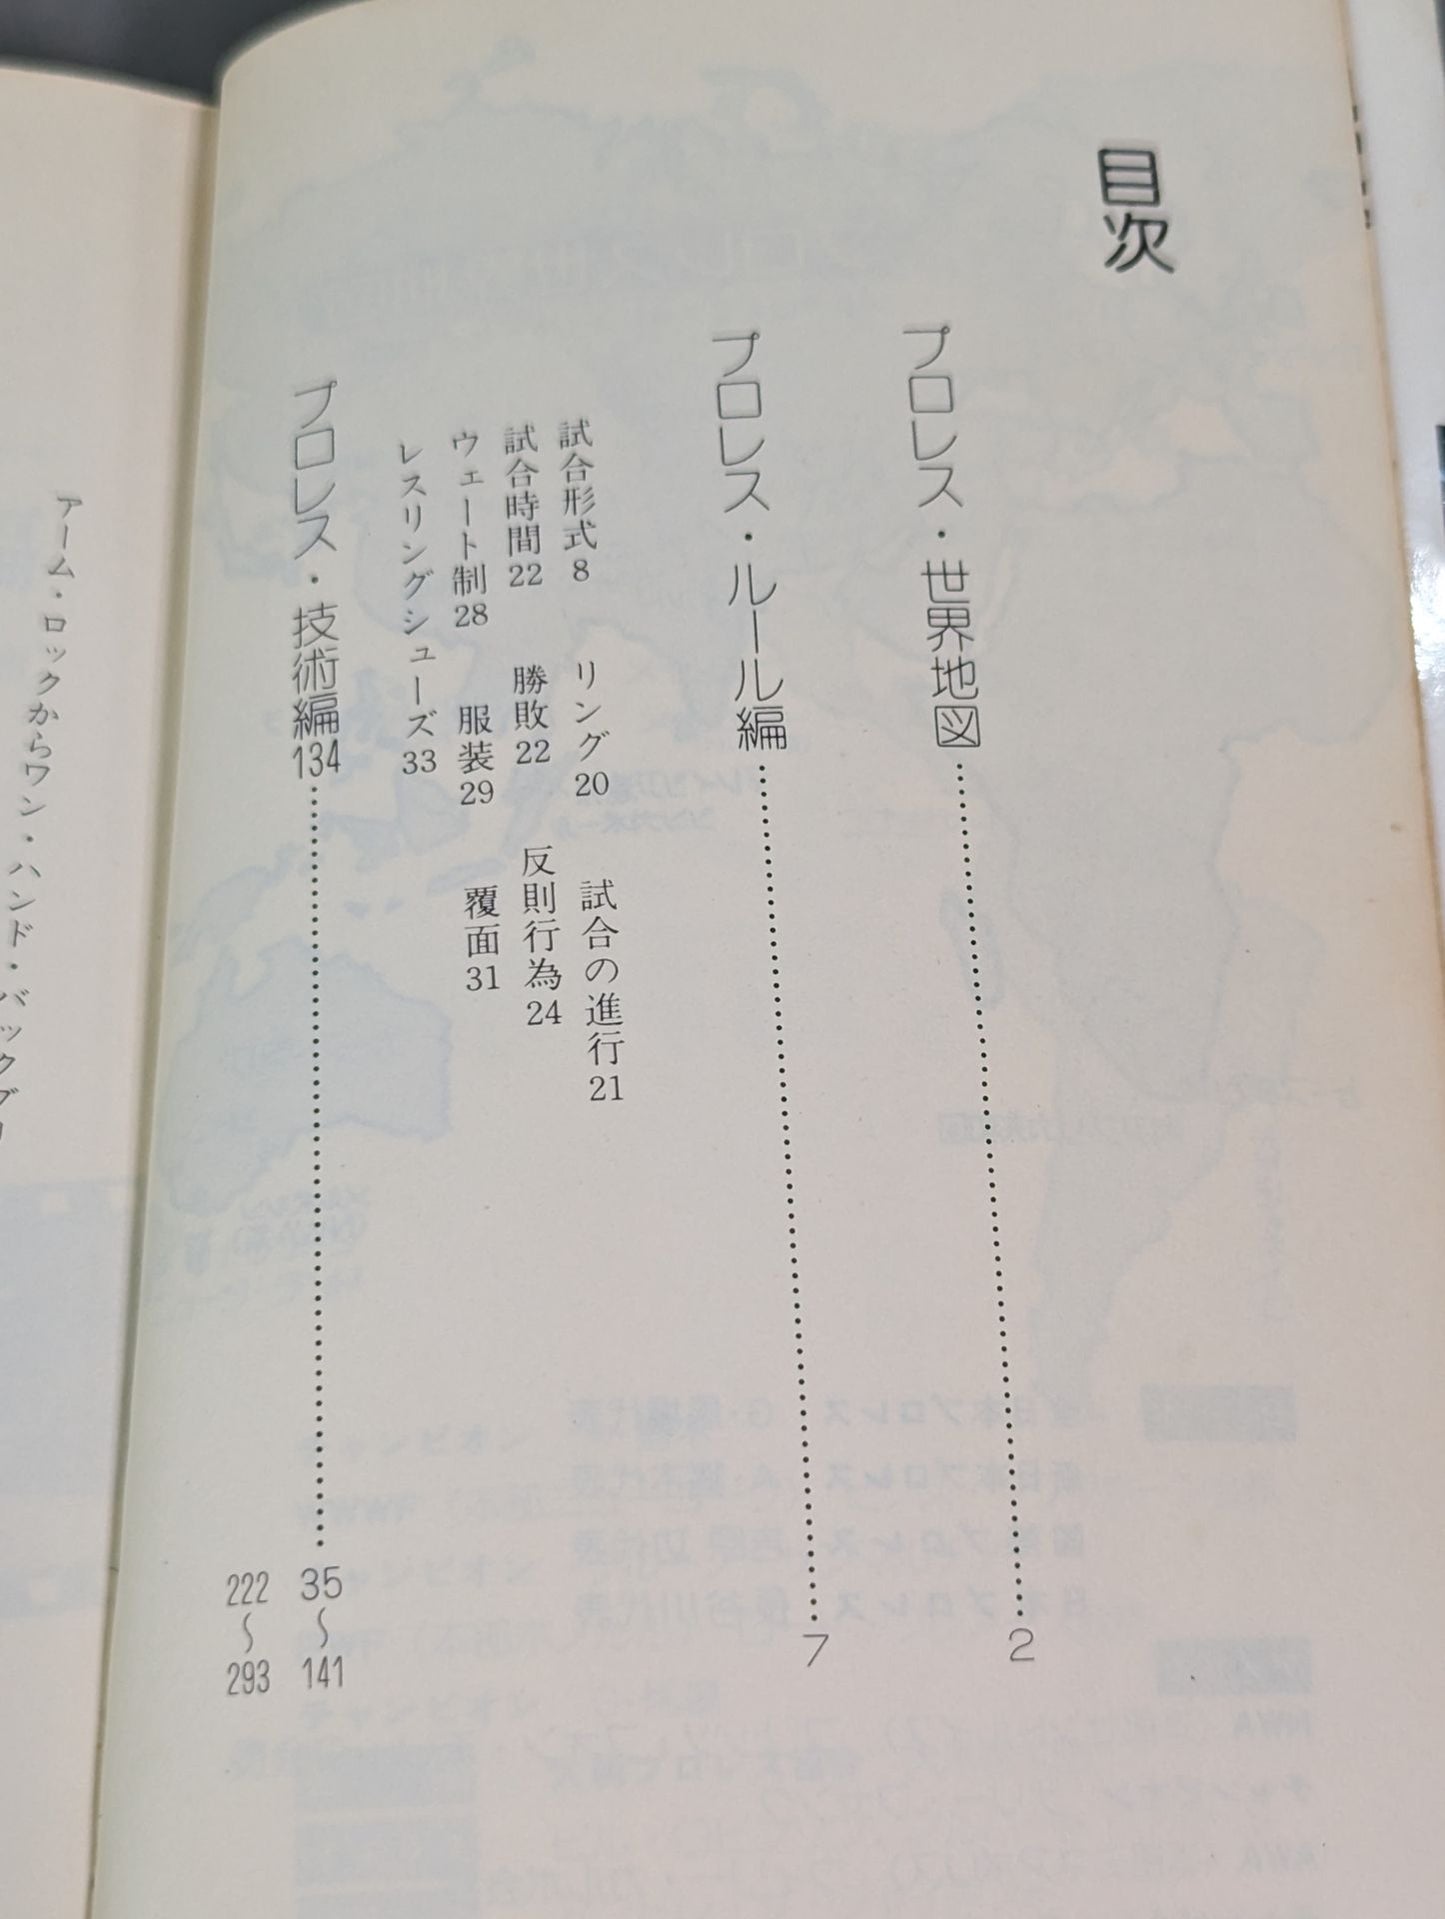 目次
プロレス・世界地図 2
プロレス・ルール編 7
試合形式8 リング20 試合の進行21
試合時間22 勝敗22 反則行為24
ウェート制28 服装29 覆面31
レスリングシューズ33
プロレス・技術編134 35〜141
222〜293
アーム・ロックからワン・ハンド・バックブ